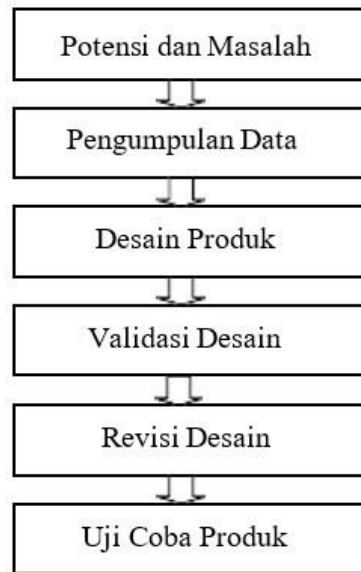 Potensi dan Masalah
Pengumpulan Data
Desain Produk
Validasi Desain
Revisi Desain
Uji Coba Produk